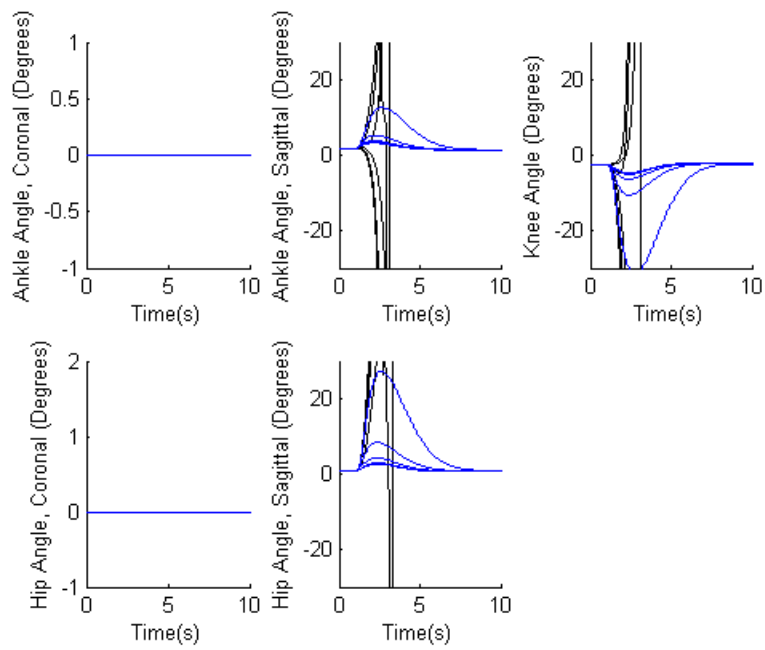 Ankle Angle, Coronal (Degrees)
1
0.5
0
-0.5
-1
0 5 10
Time(s)
Ankle Angle, Sagittal (Degrees)
20
0
-20
0 5 10
Time(s)
Knee Angle (Degrees)
20
0
-20
0 5 10
Time(s)
Hip Angle, Coronal (Degrees)
2
1
0
-1
0 5 10
Time(s)
Hip Angle, Sagittal (Degrees)
20
0
-20
0 5 10
Time(s)